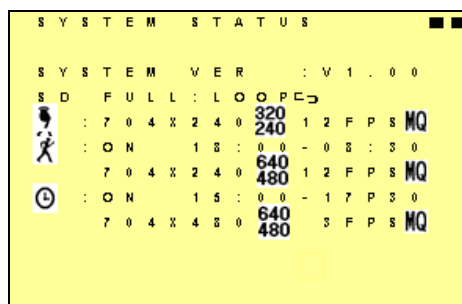 SYSTEM STATUS
SYSTEM VER : V1.00
SD FULL : LOOP
: 704X240 320 240 12FPS MQ
: ON 18:00-08:30
704X240 640 480 12FPS MQ
: ON 15:00-17P30
704X480 640 480 3FPS MQ